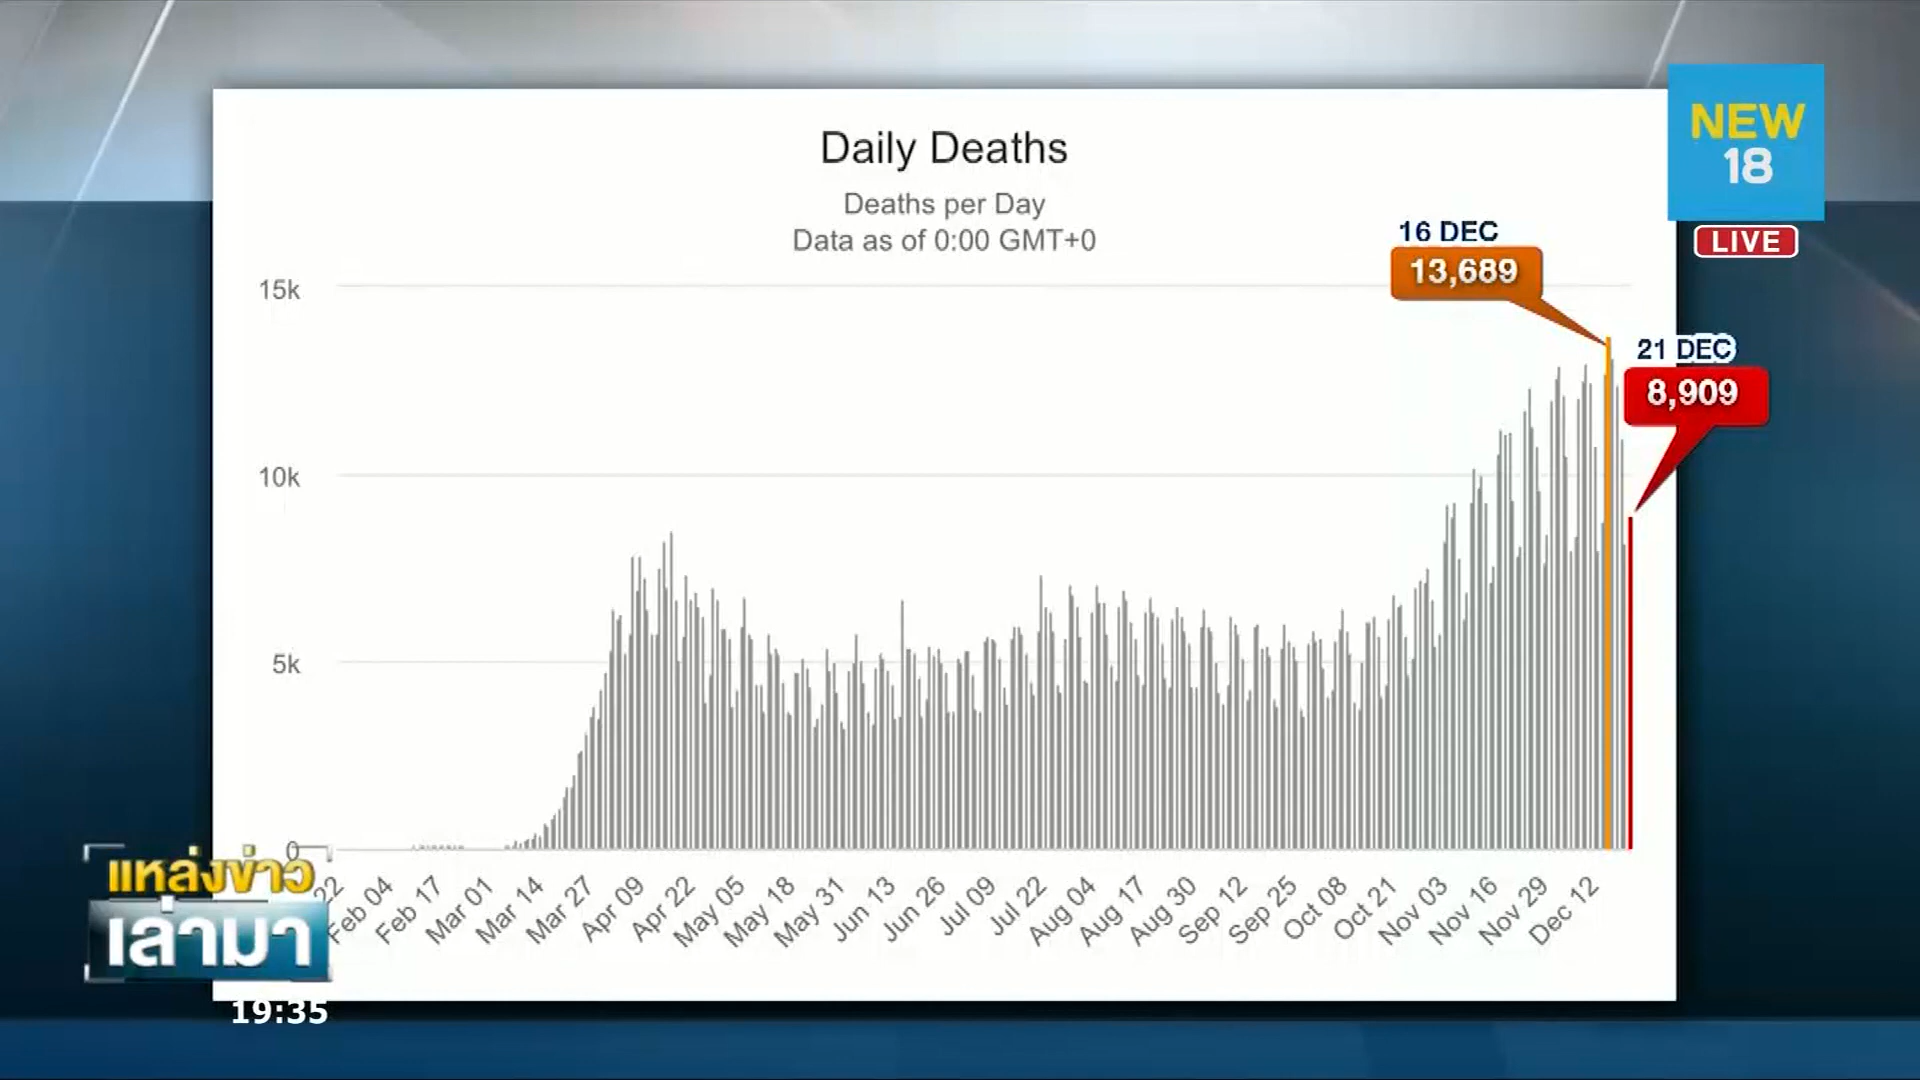 Daily Deaths
Deaths per Day
Data as of 0:00 GMT+0
NEW
18
LIVE
16 DEC
13,689
21 DEC
8,909
15k
10k
5k
0
22
Feb 04
Feb 17
Mar 01
Mar 14
Mar 27
Apr 09
Apr 22
May 05
May 18
May 31
Jun 13
Jun 26
Jul 09
Jul 22
Aug 04
Aug 17
Aug 30
Sep 12
Sep 25
Oct 08
Oct 21
Nov 03
Nov 16
Nov 29
Dec 12
แหล่งข่าว
เล่ามา
19:35